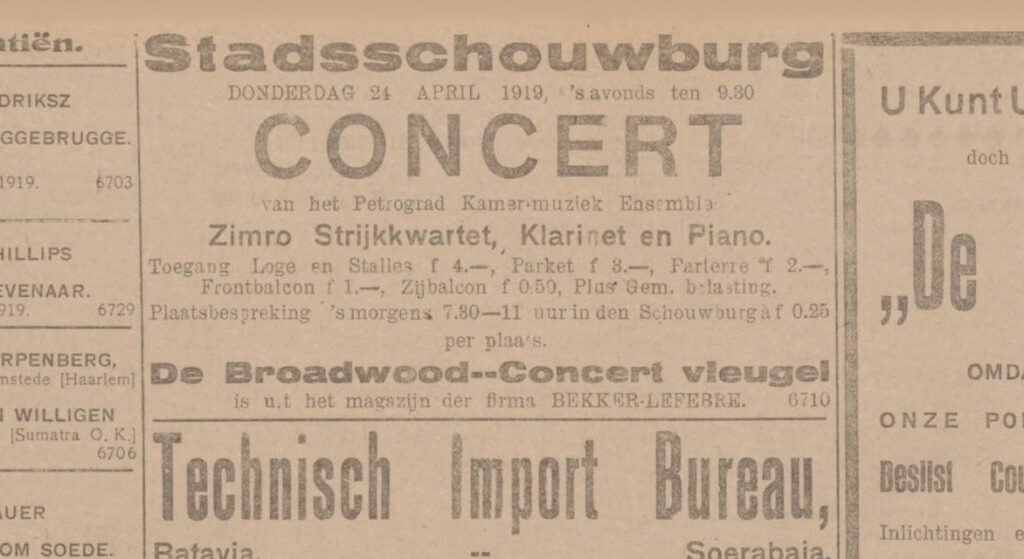 tiën.
DRIKSZ
GGEBRUGGE.
1919. 6703
HILLIPS
EVENAAR.
919. 6729
RPENBERG,
mstede [Haarlem]
N WILLIGEN
[Sumatra O. K.]
6706
AUER
OM SOEDE.
Stadsschouwburg
DONDERDAG 24 APRIL 1919, 's avonds ten 9.30
CONCERT
van het Petrograd Kamer-muziek Ensemble
Zimro Strijkkwartet, Klarinet en Piano.
Toegang Loge en Stalles f 4.—, Parket f 3.—, Parterre f 2.—,
Frontbalcon f 1.—, Zijbalcon f 0.50, Plus Gem. belasting.
Plaatsbespreking 's morgens 7.30—11 uur in den Schouwburg à f 0.25
per plaa's.
De Broadwood--Concert vleugel
is uit het magazijn der firma BEKKER-LEFEBRE. 6710
Technisch Import Bureau,
Batavia. -- Soerabaja.
U Kunt U
doch
„De
OMDA
ONZE POL
Beslist Cou
Inlichtingen e